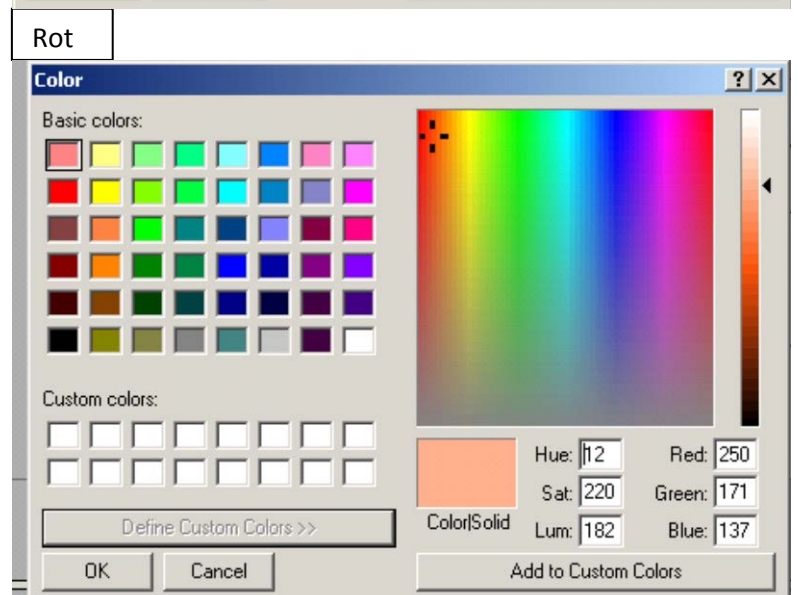 Rot
Color
Basic colors:
Custom colors:
Define Custom Colors >>
OK Cancel
Color|Solid
Hue: 12 Red: 250
Sat: 220 Green: 171
Lum: 182 Blue: 137
Add to Custom Colors